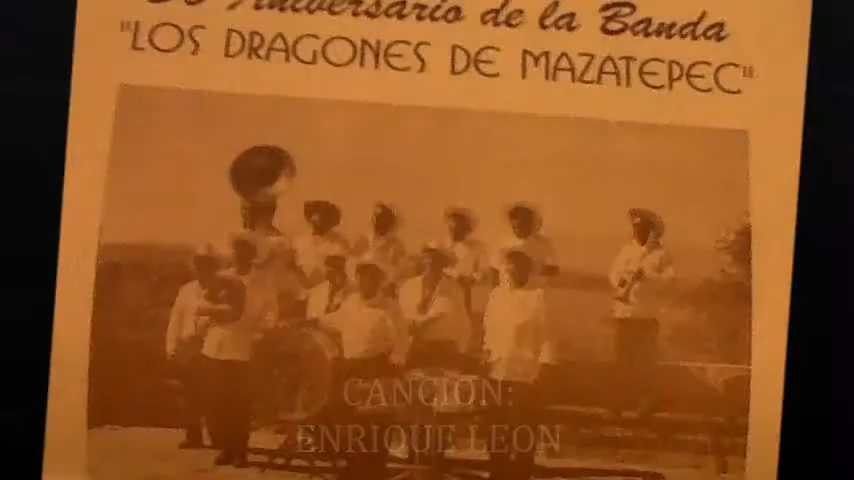 Aniversario de la Banda
"LOS DRAGONES DE MAZATEPEC"
CANCION:
ENRIQUE LEON